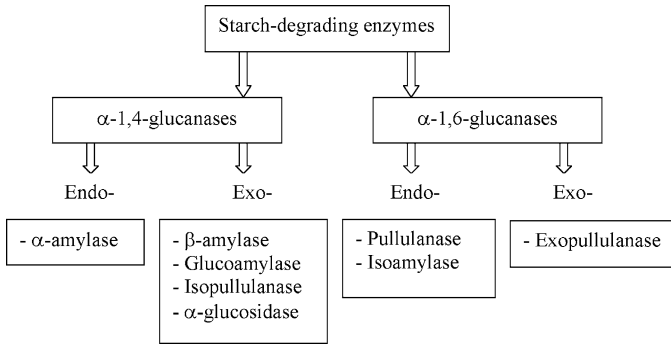 Starch-degrading enzymes
α-1,4-glucanases
α-1,6-glucanases
Endo-
Exo-
Endo-
Exo-
- α-amylase
- β-amylase
- Glucoamylase
- Isopullulanase
- α-glucosidase
- Pullulanase
- Isoamylase
- Exopullulanase